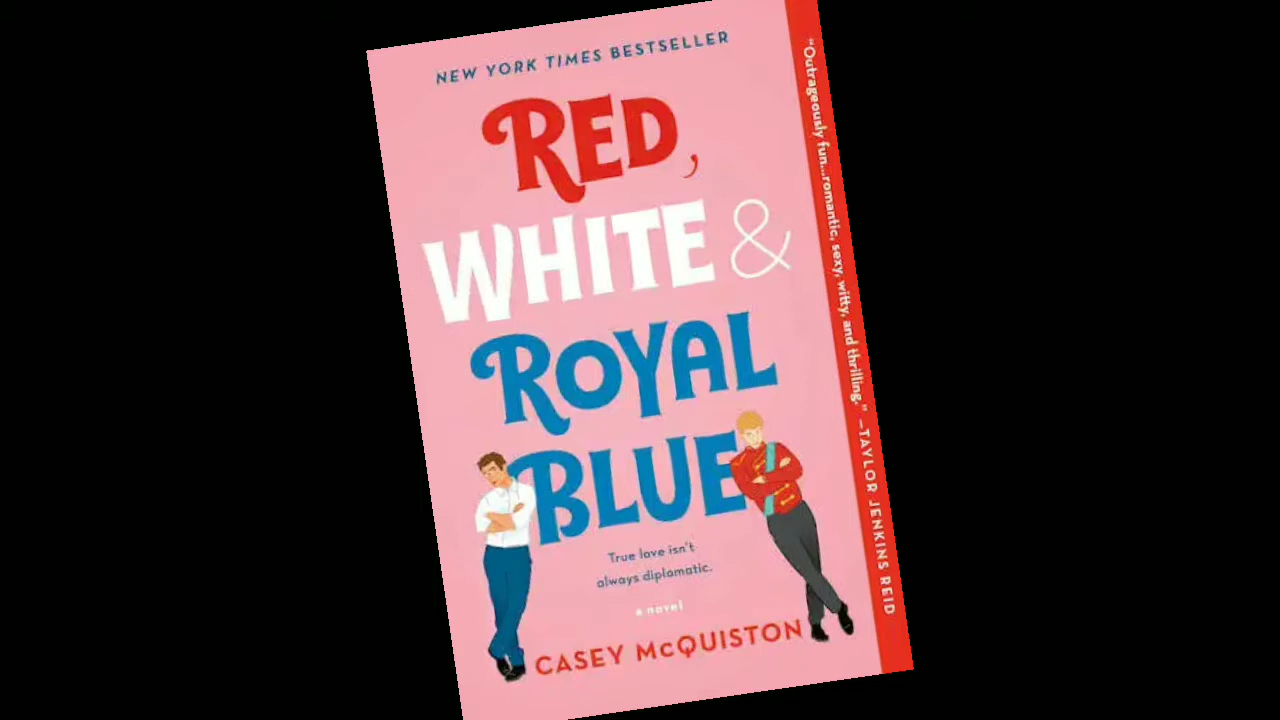 NEW YORK TIMES BESTSELLER
RED,
WHITE &
ROYAL
BLUE
True love isn't
always diplomatic.
a novel
CASEY McQUISTON
"Outrageously fun...romantic, sexy, witty, and thrilling." —TAYLOR JENKINS REID